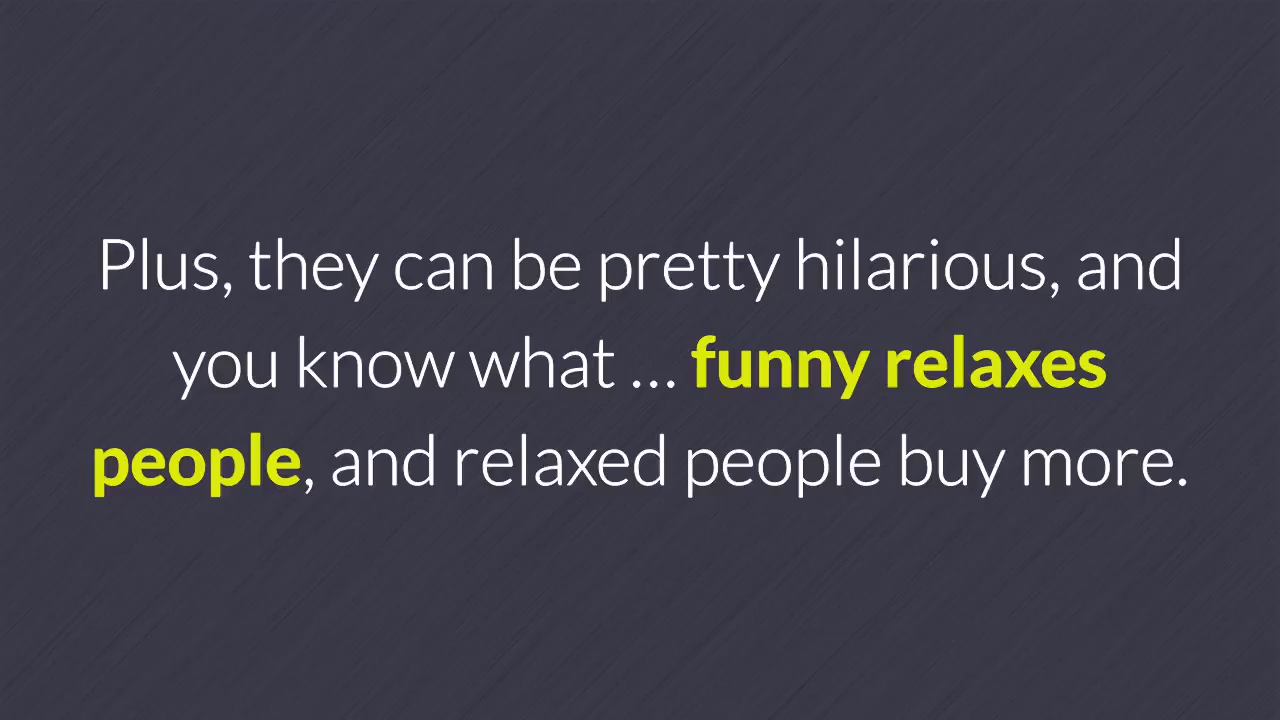 Plus, they can be pretty hilarious, and
you know what ... funny relaxes
people, and relaxed people buy more.